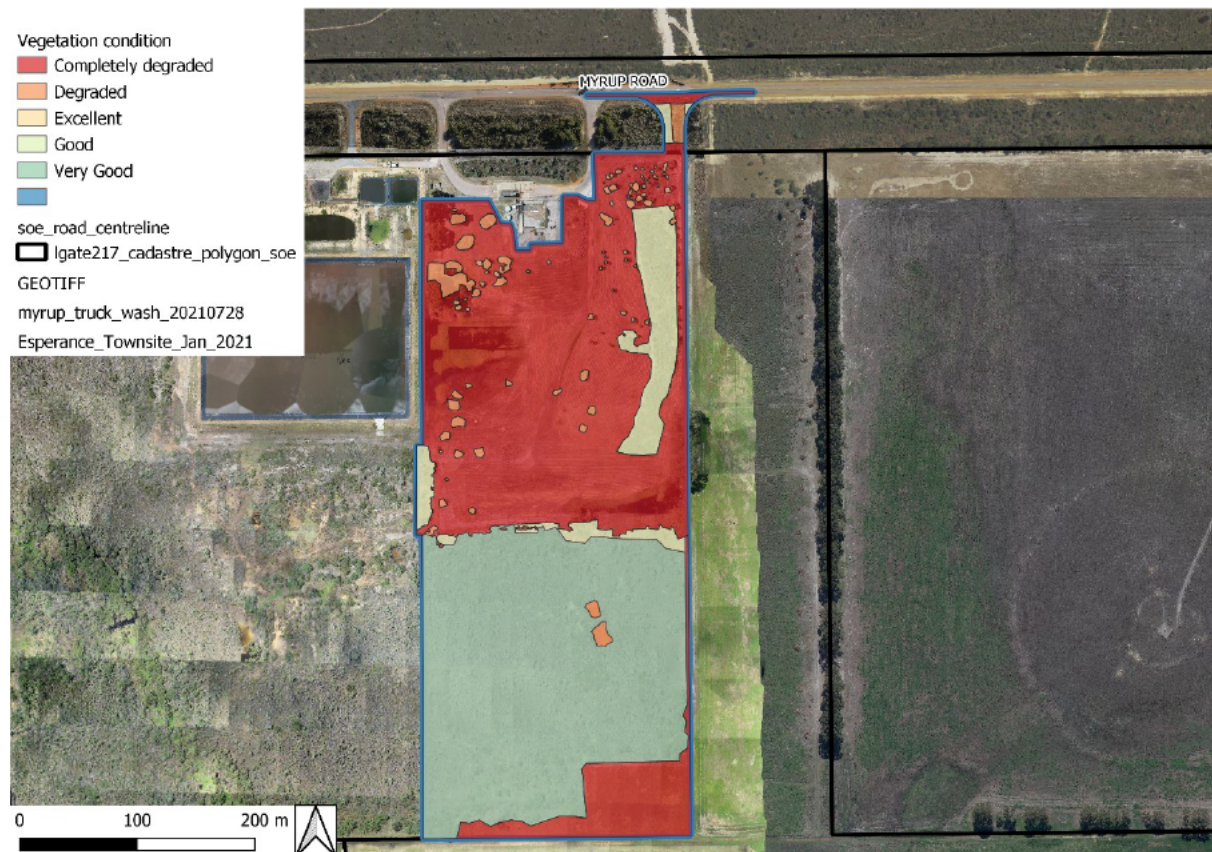 Vegetation condition
Completely degraded
Degraded
Excellent
Good
Very Good
soe_road_centreline
lgate217_cadastre_polygon_soe
GEOTIFF
myrup_truck_wash_20210728
Esperance_Townsite_Jan_2021
MYRUP ROAD
0 100 200 m